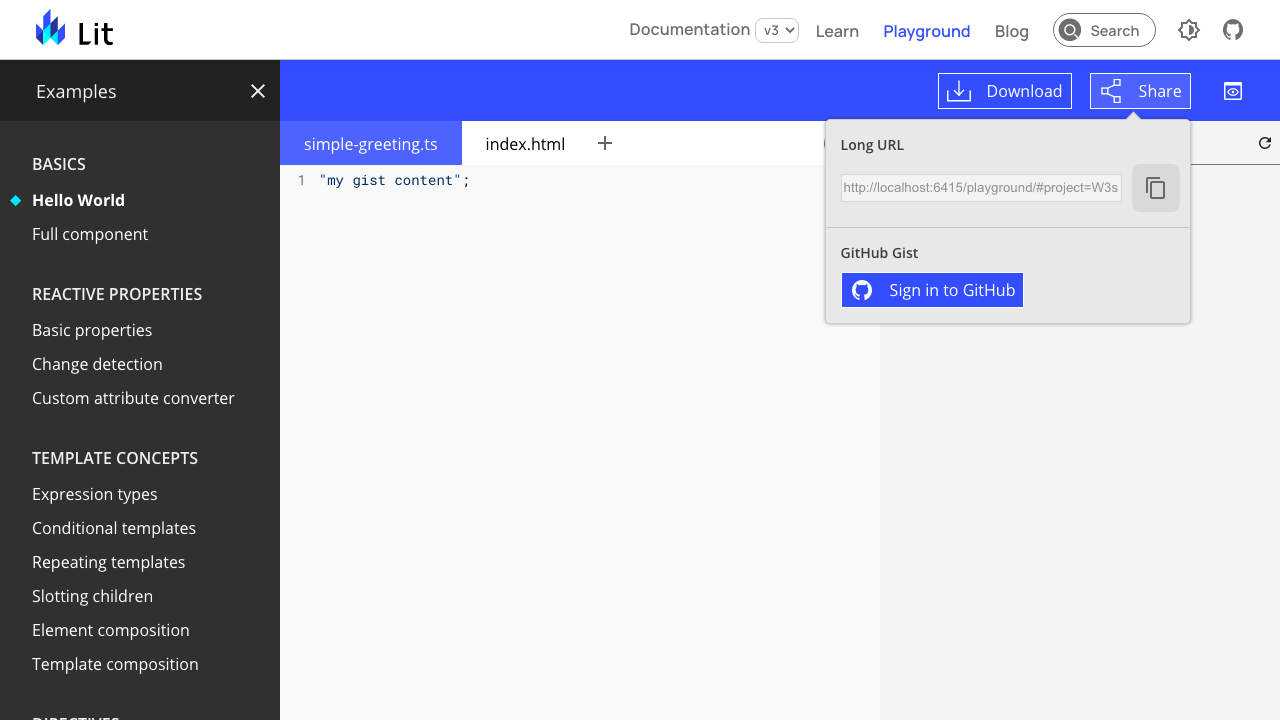 Lit
Documentation v3 Learn Playground Blog Search
Examples
Download Share
simple-greeting.ts index.html
Long URL
http://localhost:6415/playground/#project=W3s
GitHub Gist
Sign in to GitHub
1 "my gist content";
BASICS
Hello World
Full component
REACTIVE PROPERTIES
Basic properties
Change detection
Custom attribute converter
TEMPLATE CONCEPTS
Expression types
Conditional templates
Repeating templates
Slotting children
Element composition
Template composition
DIRECTIVES